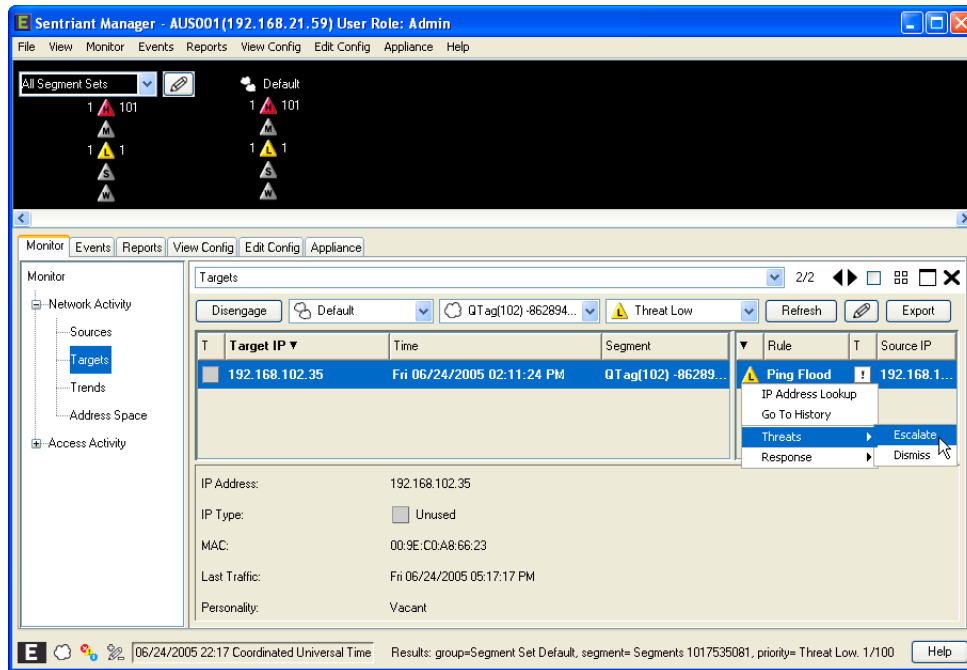 E Sentriant Manager - AUS001(192.168.21.59) User Role: Admin
File View Monitor Events Reports View Config Edit Config Appliance Help
All Segment Sets Default
1 H 101 1 H 101
M M
1 L 1 1 L 1
S S
W W
Monitor Events Reports View Config Edit Config Appliance
Monitor
Network Activity
Sources
Targets
Trends
Address Space
Access Activity
Targets 2/2
Disengage Default QTag(102) -862894... L Threat Low Refresh Export
T Target IP Time Segment Rule T Source IP
192.168.102.35 Fri 06/24/2005 02:11:24 PM QTag(102) -86289... L Ping Flood ! 192.168.1...
IP Address Lookup
Go To History
Threats Escalate
Response Dismiss
IP Address: 192.168.102.35
IP Type: Unused
MAC: 00:9E:C0:A8:66:23
Last Traffic: Fri 06/24/2005 05:17:17 PM
Personality: Vacant
E 06/24/2005 22:17 Coordinated Universal Time Results: group=Segment Set Default, segment= Segments 1017535081, priority= Threat Low. 1/100 Help